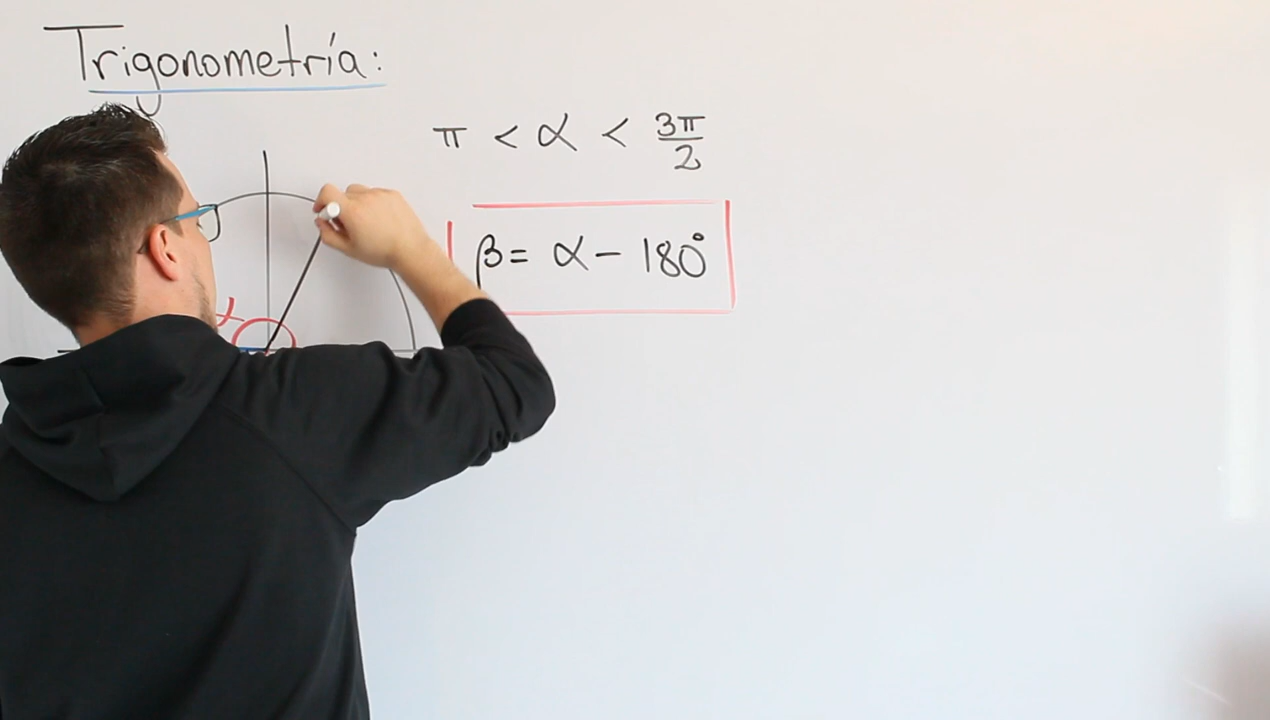 Trigonometría:
π < α < 3π/2
β = α - 180°
α